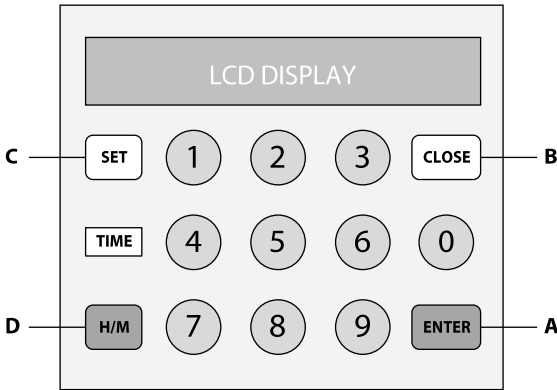 LCD DISPLAY
C SET 1 2 3 CLOSE B
TIME 4 5 6 0
D H/M 7 8 9 ENTER A